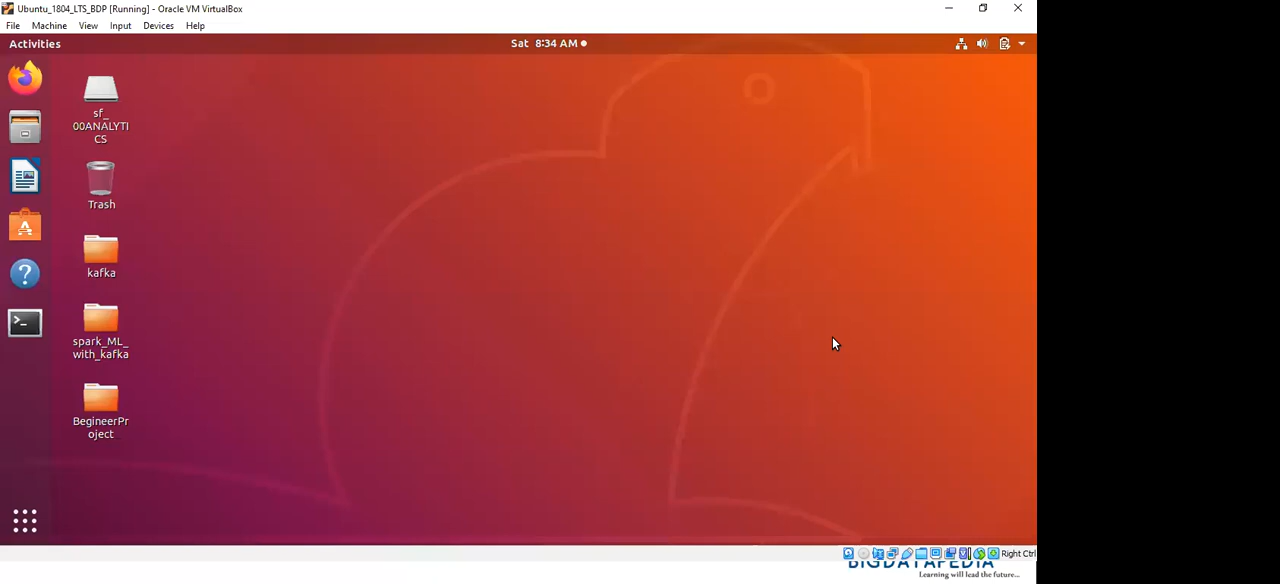 Ubuntu_1804_LTS_BDP [Running] - Oracle VM VirtualBox
File Machine View Input Devices Help
Activities
Sat 8:34 AM
sf_
00ANALYTI
CS
Trash
kafka
spark_ML_
with_kafka
BegineerPr
oject
Right Ctrl
BIGDATAPEDIA
Learning will lead the future...